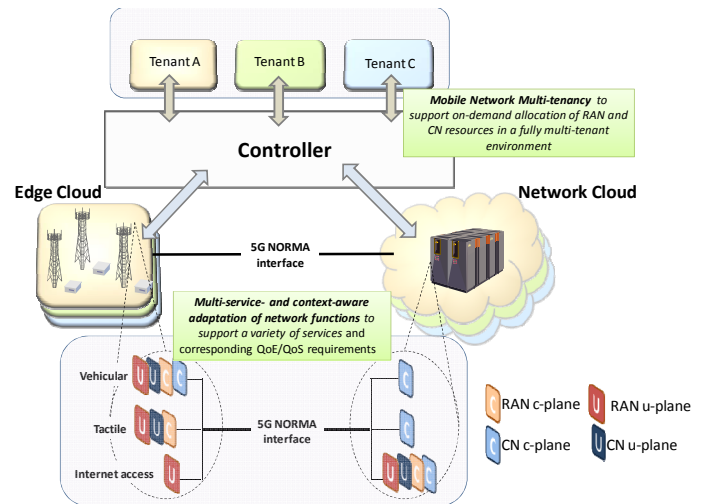 Tenant A
Tenant B
Tenant C
Mobile Network Multi-tenancy to
support on-demand allocation of RAN and
CN resources in a fully multi-tenant
environment
Controller
Edge Cloud
Network Cloud
5G NORMA
interface
Multi-service- and context-aware
adaptation of network functions to
support a variety of services and
corresponding QoE/QoS requirements
Vehicular
U U C C
C
Tactile
U U C
5G NORMA
interface
C
Internet access
U
U U C C
C RAN c-plane
U RAN u-plane
C CN c-plane
U CN u-plane